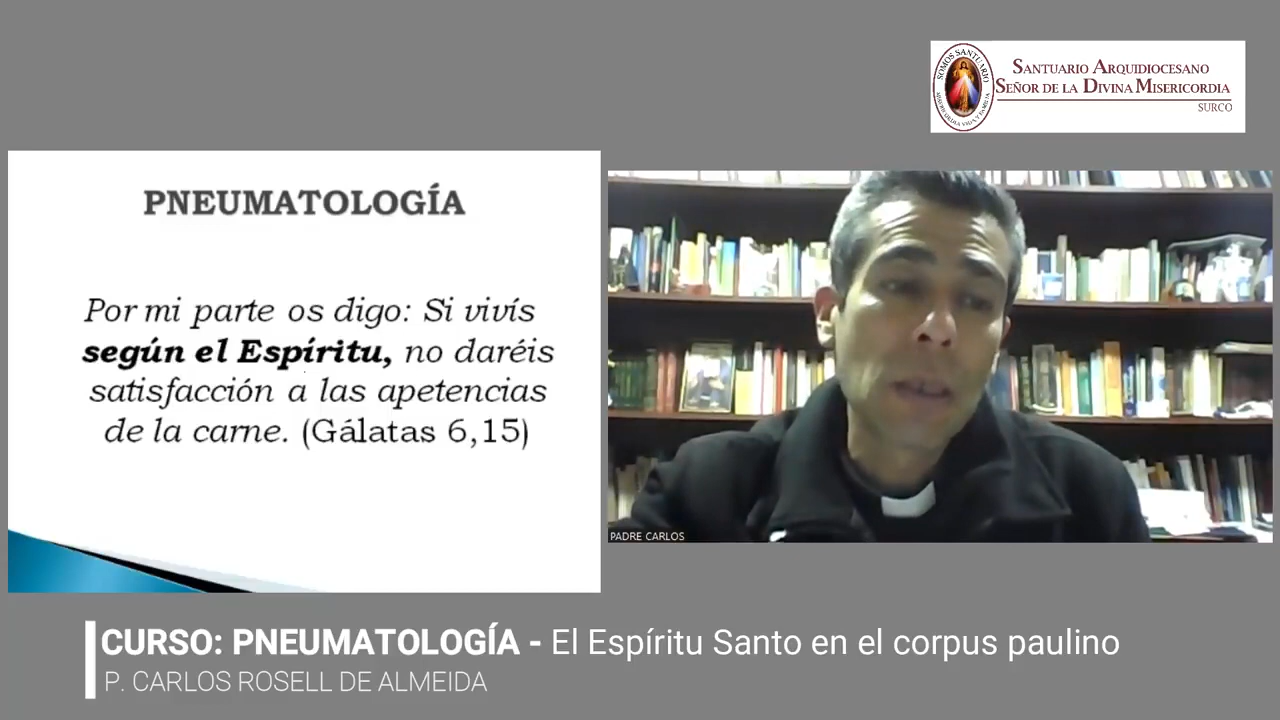 SOMOS SANTUARIO
SANTUARIO ARQUIDIOCESANO
SEÑOR DE LA DIVINA MISERICORDIA
SURCO
PNEUMATOLOGÍA
Por mi parte os digo: Si vivís
según el Espíritu, no daréis
satisfacción a las apetencias
de la carne. (Gálatas 6,15)
PADRE CARLOS
CURSO: PNEUMATOLOGÍA - El Espíritu Santo en el corpus paulino
P. CARLOS ROSELL DE ALMEIDA